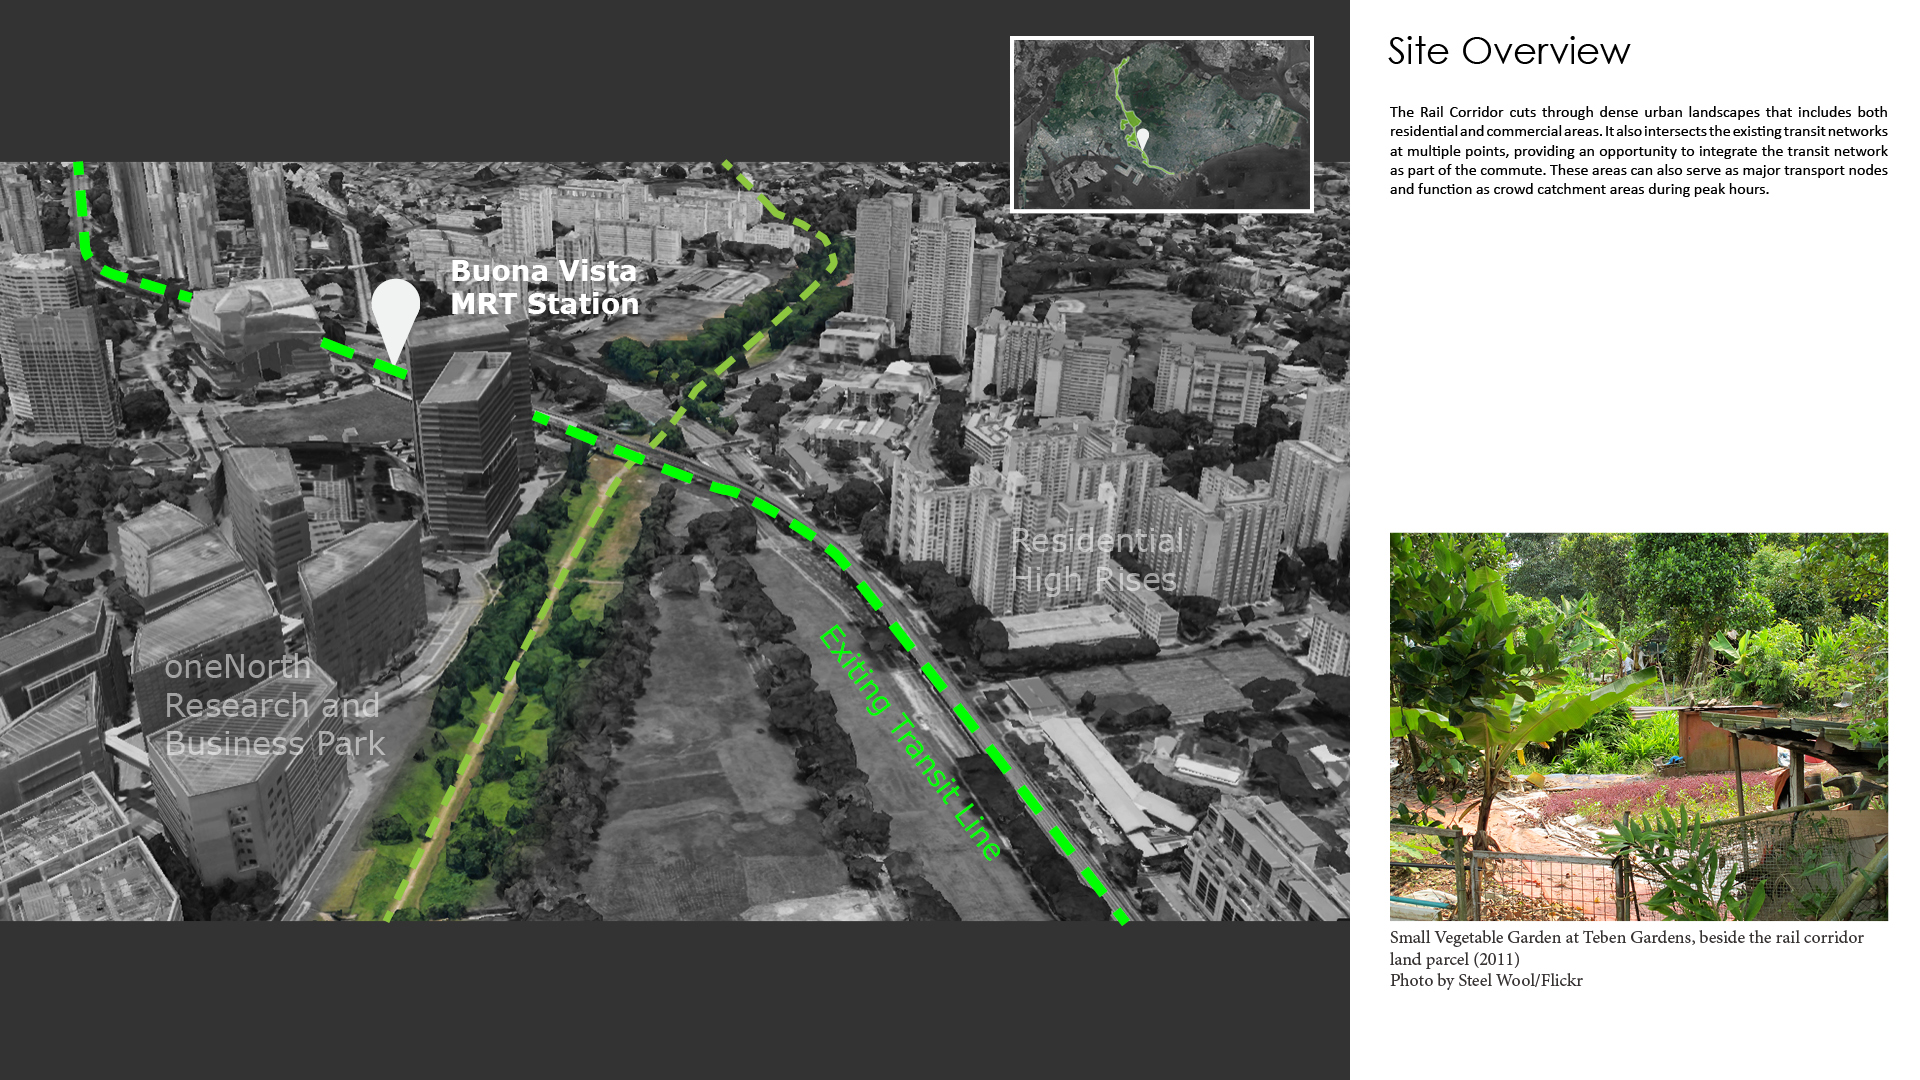 Site Overview
The Rail Corridor cuts through dense urban landscapes that includes both
residential and commercial areas. It also intersects the existing transit networks
at multiple points, providing an opportunity to integrate the transit network
as part of the commute. These areas can also serve as major transport nodes
and function as crowd catchment areas during peak hours.
Buona Vista
MRT Station
Residential
High Rises
oneNorth
Research and
Business Park
Exiting Transit Line
Small Vegetable Garden at Teben Gardens, beside the rail corridor
land parcel (2011)
Photo by Steel Wool/Flickr